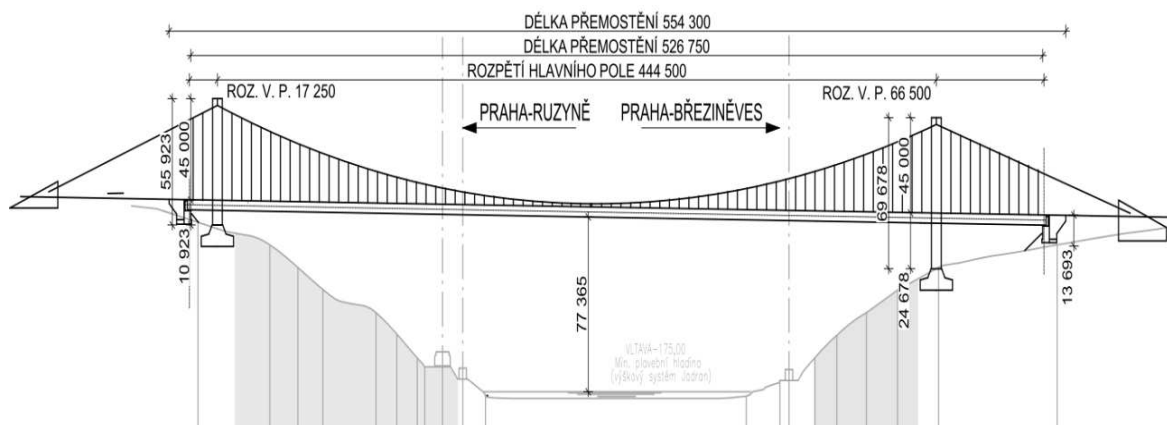 DÉLKA PŘEMOSTĚNÍ 554 300
DÉLKA PŘEMOSTĚNÍ 526 750
ROZPĚTÍ HLAVNÍHO POLE 444 500
ROZ. V. P. 17 250
ROZ. V. P. 66 500
PRAHA-RUZYNĚ
PRAHA-BŘEZINĚVES
55 923
45 000
69 678
45 000
10 923
77 365
24 678
13 693
VLTAVA-175,00
Min. plavební hladina
(výškový systém Jadran)